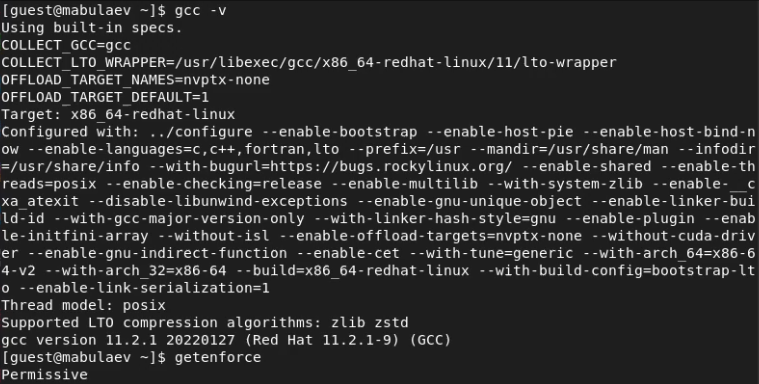 [guest@mabulaev ~]$ gcc -v
Using built-in specs.
COLLECT_GCC=gcc
COLLECT_LTO_WRAPPER=/usr/libexec/gcc/x86_64-redhat-linux/11/lto-wrapper
OFFLOAD_TARGET_NAMES=nvptx-none
OFFLOAD_TARGET_DEFAULT=1
Target: x86_64-redhat-linux
Configured with: ../configure --enable-bootstrap --enable-host-pie --enable-host-bind-n
ow --enable-languages=c,c++,fortran,lto --prefix=/usr --mandir=/usr/share/man --infodir
=/usr/share/info --with-bugurl=https://bugs.rockylinux.org/ --enable-shared --enable-th
reads=posix --enable-checking=release --enable-multilib --with-system-zlib --enable-__c
xa_atexit --disable-libunwind-exceptions --enable-gnu-unique-object --enable-linker-bui
ld-id --with-gcc-major-version-only --with-linker-hash-style=gnu --enable-plugin --enab
le-initfini-array --without-isl --enable-offload-targets=nvptx-none --without-cuda-driv
er --enable-gnu-indirect-function --enable-cet --with-tune=generic --with-arch_64=x86-6
4-v2 --with-arch_32=x86-64 --build=x86_64-redhat-linux --with-build-config=bootstrap-lt
o --enable-link-serialization=1
Thread model: posix
Supported LTO compression algorithms: zlib zstd
gcc version 11.2.1 20220127 (Red Hat 11.2.1-9) (GCC)
[guest@mabulaev ~]$ getenforce
Permissive